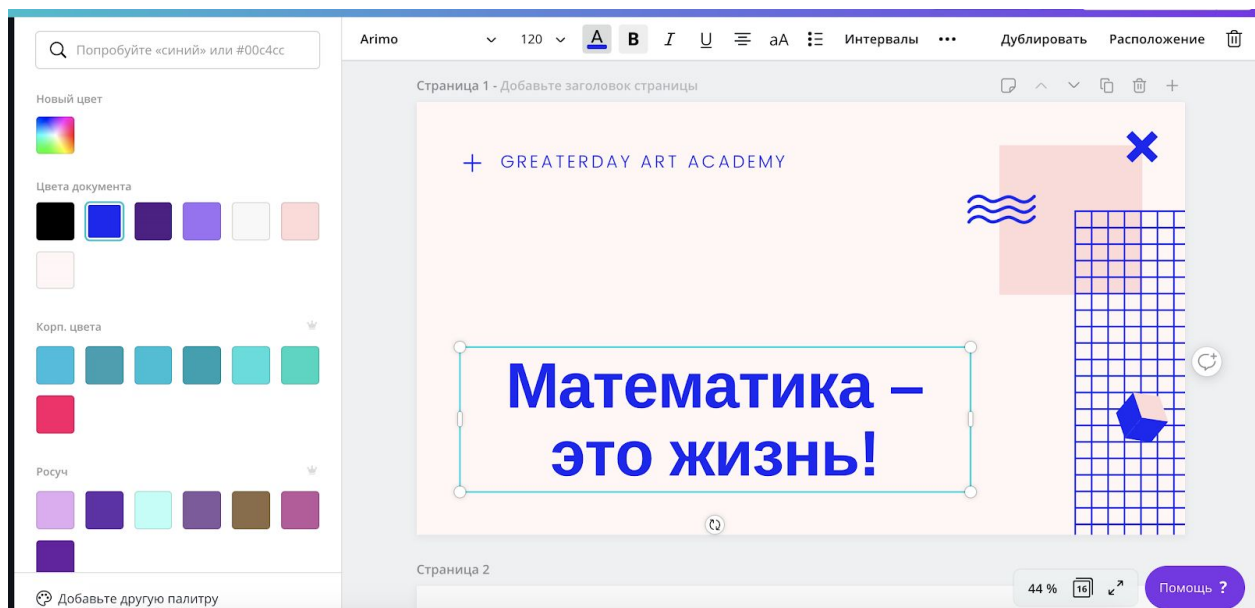 Попробуйте «синий» или #00c4cc
Новый цвет
Цвета документа
Корп. цвета
Росуч
Добавьте другую палитру
Arimo 120 A B I U aA Интервалы ••• Дублировать Расположение
Страница 1 - Добавьте заголовок страницы
+ GREATERDAY ART ACADEMY
Математика –
это жизнь!
Страница 2
44 % 16 Помощь ?